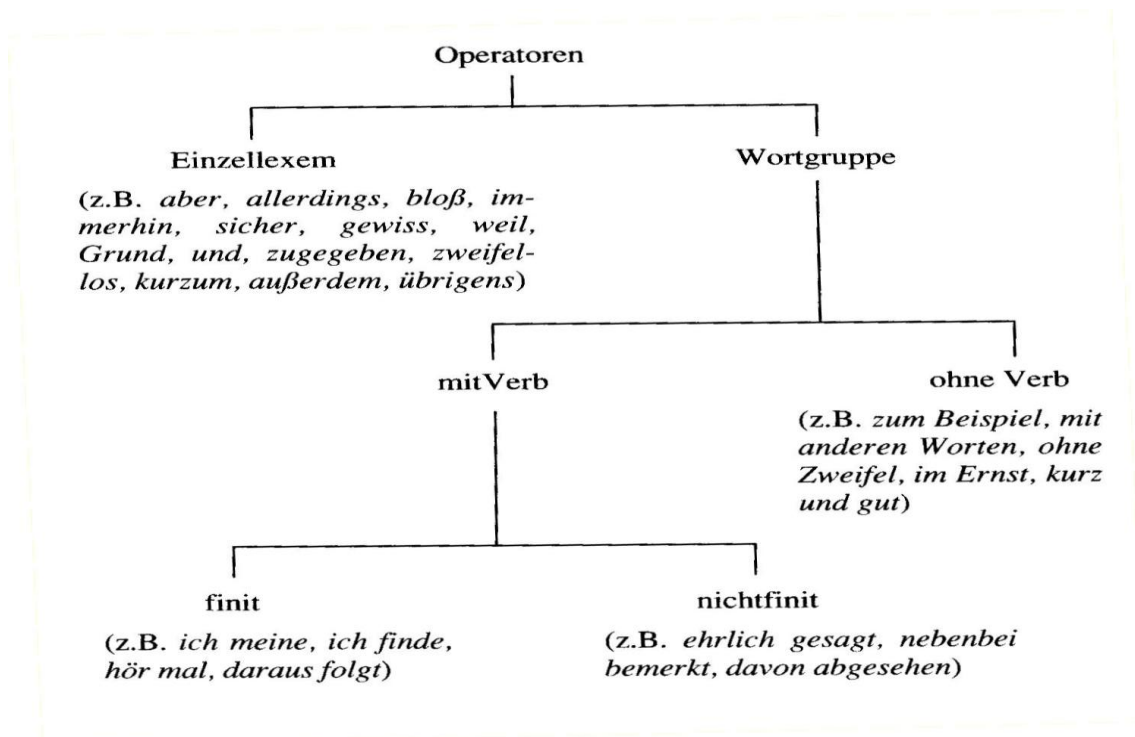 Operatoren
Einzellexem
(z.B. aber, allerdings, bloß, im-
merhin, sicher, gewiss, weil,
Grund, und, zugegeben, zweifel-
los, kurzum, außerdem, übrigens)
Wortgruppe
mitVerb
ohne Verb
(z.B. zum Beispiel, mit
anderen Worten, ohne
Zweifel, im Ernst, kurz
und gut)
finit
(z.B. ich meine, ich finde,
hör mal, daraus folgt)
nichtfinit
(z.B. ehrlich gesagt, nebenbei
bemerkt, davon abgesehen)